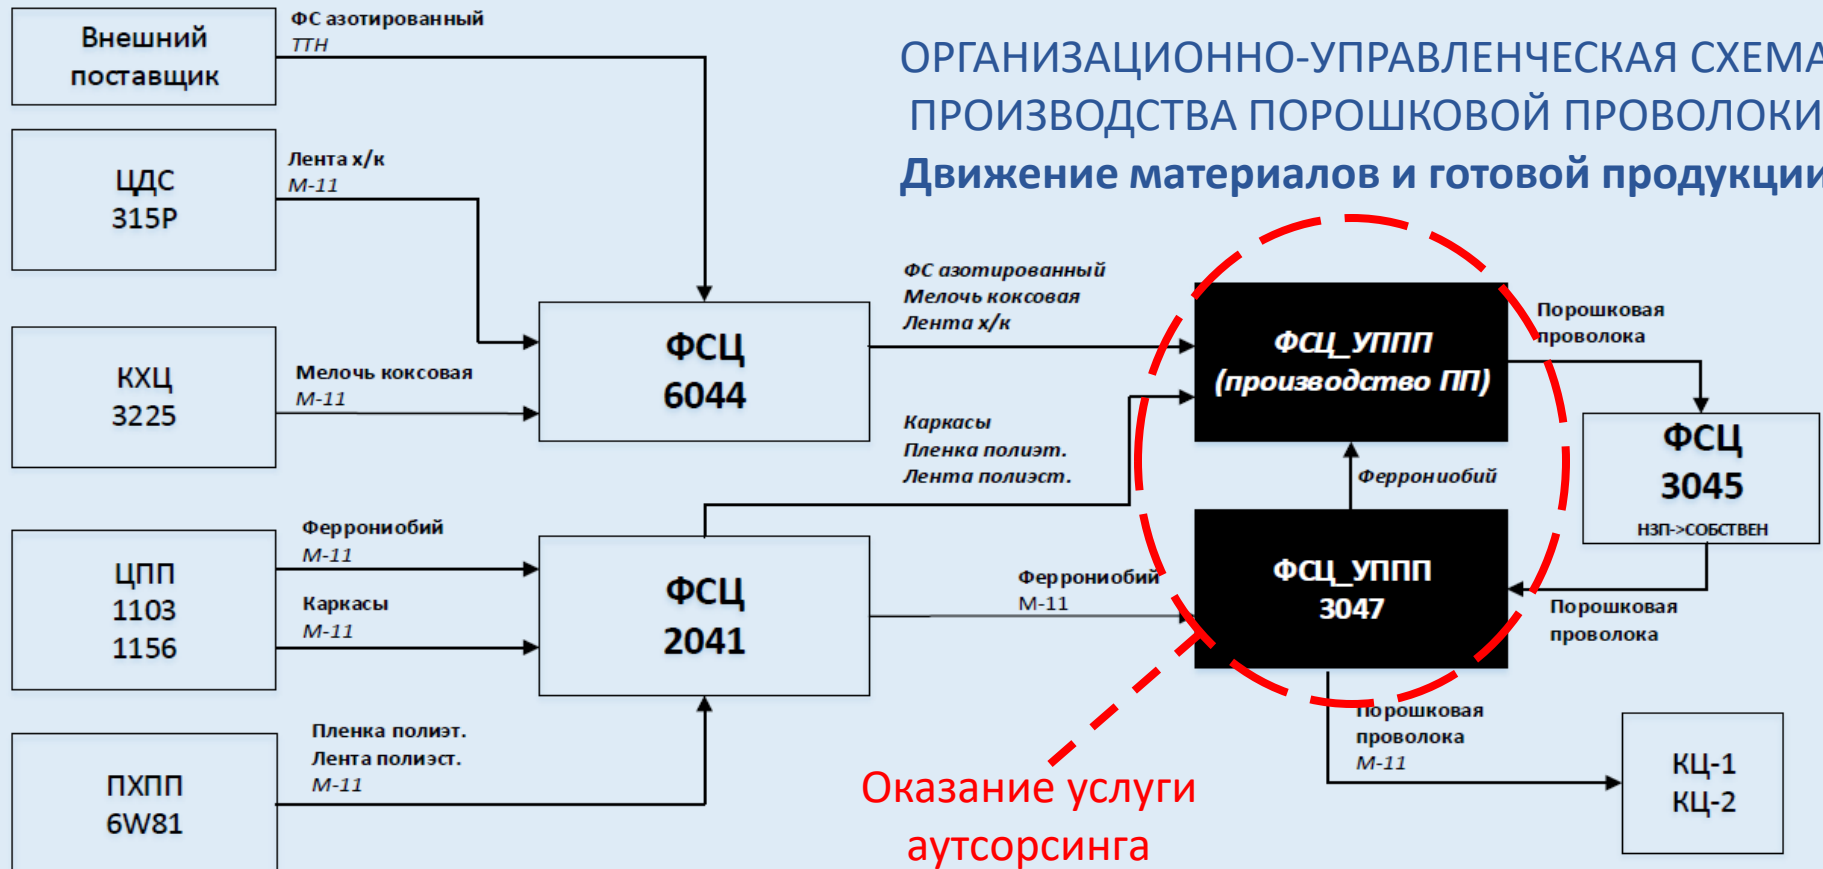 ОРГАНИЗАЦИОННО-УПРАВЛЕНЧЕСКАЯ СХЕМА
ПРОИЗВОДСТВА ПОРОШКОВОЙ ПРОВОЛОКИ
Движение материалов и готовой продукции
Внешний
поставщик
ФС азотированный
ТТН
ЦДС
315Р
Лента х/к
М-11
КХЦ
3225
Мелочь коксовая
М-11
ЦПП
1103
1156
Феррониобий
М-11
Каркасы
М-11
ПХПП
6W81
Пленка полиэт.
Лента полиэст.
М-11
ФСЦ
6044
ФСЦ
2041
ФС азотированный
Мелочь коксовая
Лента х/к
Каркасы
Пленка полиэт.
Лента полиэст.
Феррониобий
М-11
ФСЦ_УППП
(производство ПП)
Феррониобий
ФСЦ_УППП
3047
Порошковая
проволока
ФСЦ
3045
НЗП->СОБСТВЕН
Порошковая
проволока
Порошковая
проволока
М-11
КЦ-1
КЦ-2
Оказание услуги
аутсорсинга